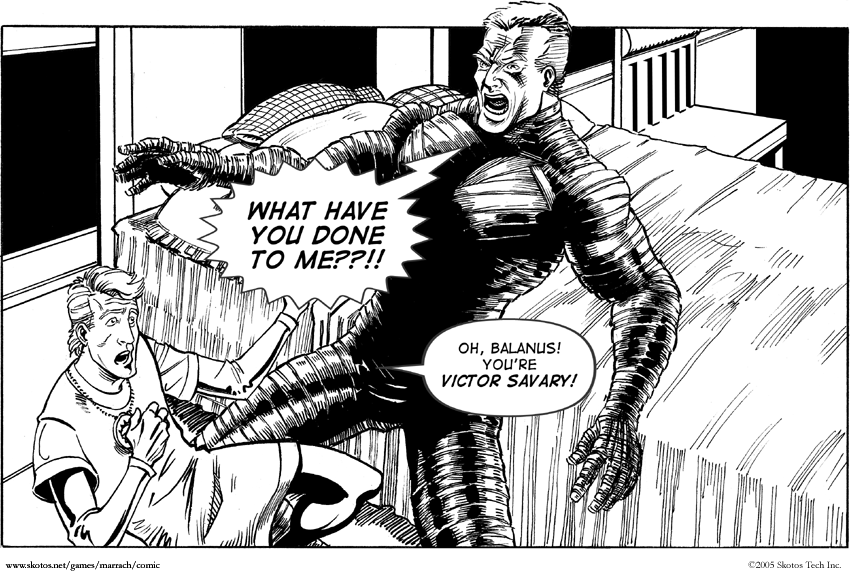 WHAT HAVE
YOU DONE
TO ME??!!
OH, BALANUS!
YOU'RE
VICTOR SAVARY!
www.skotos.net/games/marrach/comic
©2005 Skotos Tech Inc.